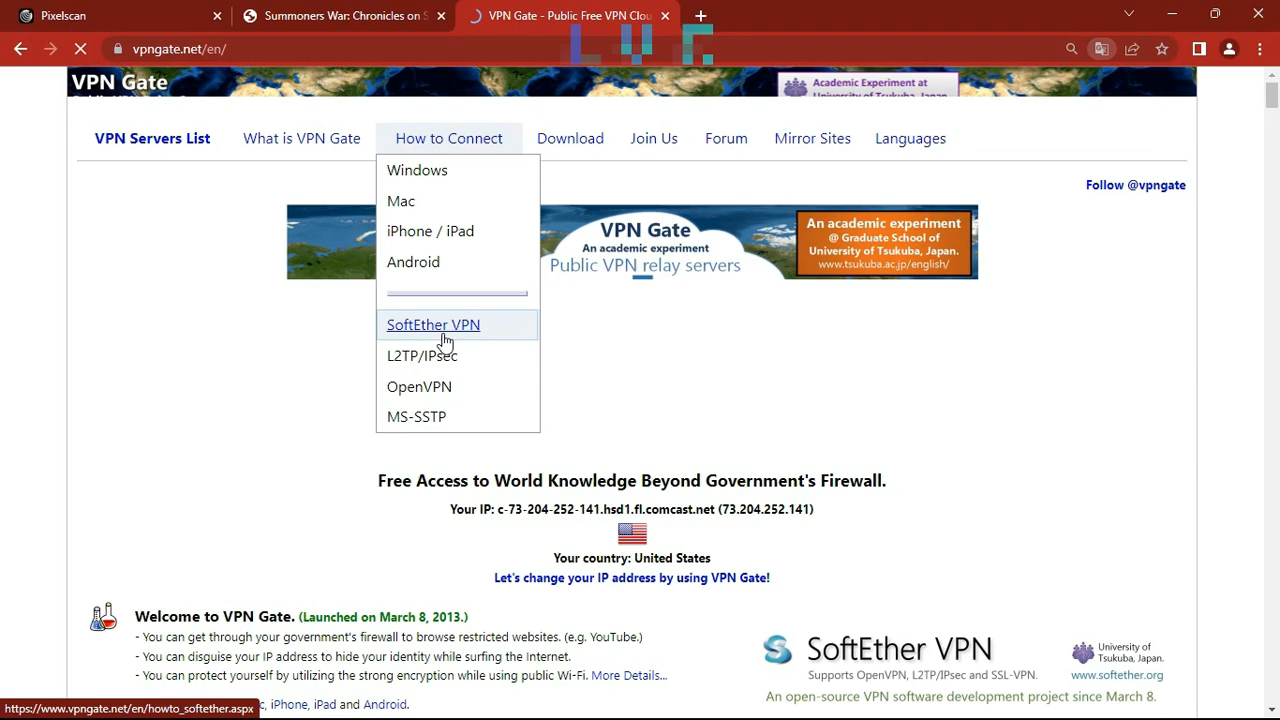 Pixelscan
Summoners War: Chronicles on S
VPN Gate - Public Free VPN Clou
LVC
vpngate.net/en/
VPN Gate
Academic Experiment at
University of Tsukuba, Japan.
VPN Servers List
What is VPN Gate
How to Connect
Download
Join Us
Forum
Mirror Sites
Languages
Windows
Mac
iPhone / iPad
Android
SoftEther VPN
L2TP/IPsec
OpenVPN
MS-SSTP
Follow @vpngate
VPN Gate
An academic experiment
Public VPN relay servers
An academic experiment
@ Graduate School of
University of Tsukuba, Japan.
www.tsukuba.ac.jp/english/
Free Access to World Knowledge Beyond Government's Firewall.
Your IP: c-73-204-252-141.hsd1.fl.comcast.net (73.204.252.141)
Your country: United States
Let's change your IP address by using VPN Gate!
Welcome to VPN Gate. (Launched on March 8, 2013.)
- You can get through your government's firewall to browse restricted websites. (e.g. YouTube.)
- You can disguise your IP address to hide your identity while surfing the Internet.
- You can protect yourself by utilizing the strong encryption while using public Wi-Fi. More Details...
c, iPhone, iPad and Android.
SoftEther VPN
Supports OpenVPN, L2TP/IPsec and SSL-VPN.
University of
Tsukuba, Japan.
www.softether.org
An open-source VPN software development project since March 8.
https://www.vpngate.net/en/howto_softether.aspx